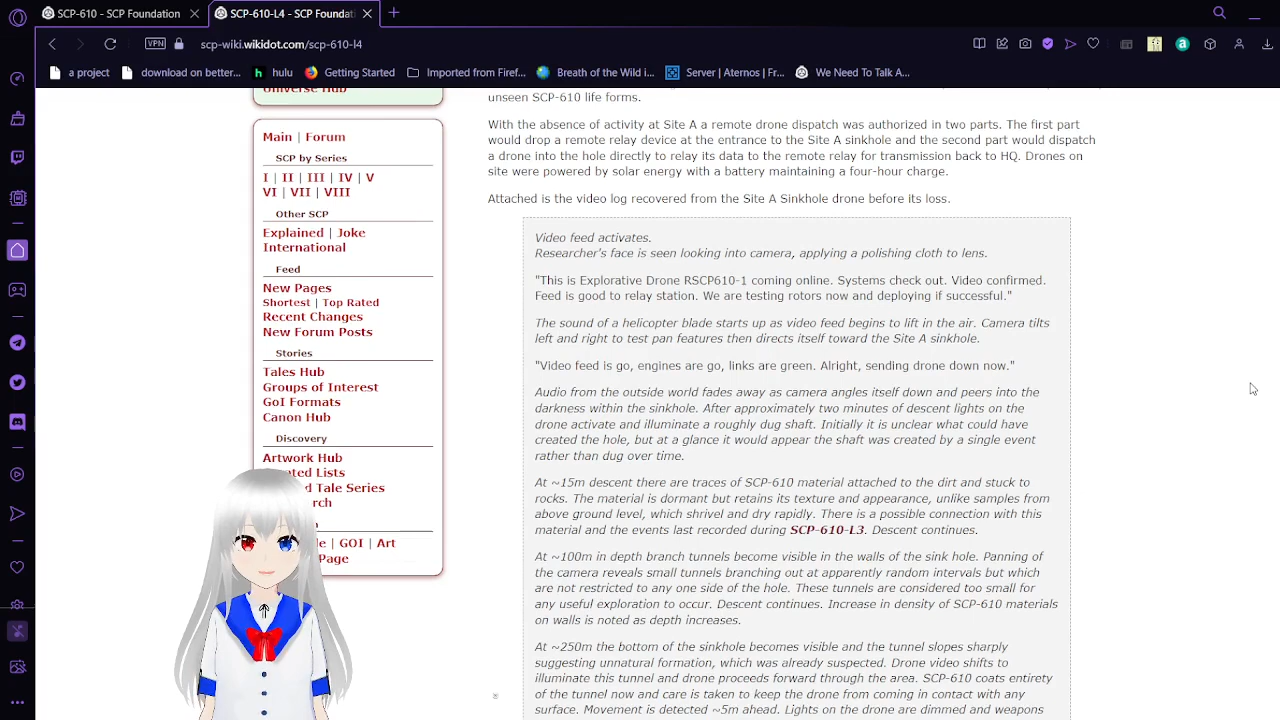 SCP-610 - SCP Foundation
SCP-610-L4 - SCP Foundati
VPN
scp-wiki.wikidot.com/scp-610-l4
a project
download on better...
hulu
Getting Started
Imported from Firef...
Breath of the Wild i...
Server | Aternos | Fr...
We Need To Talk A...
Universe Hub
Main | Forum
SCP by Series
I | II | III | IV | V
VI | VII | VIII
Other SCP
Explained | Joke
International
Feed
New Pages
Shortest | Top Rated
Recent Changes
New Forum Posts
Stories
Tales Hub
Groups of Interest
GoI Formats
Canon Hub
Discovery
Artwork Hub
Lists
Tale Series
GOI | Art
Page
unseen SCP-610 life forms.
With the absence of activity at Site A a remote drone dispatch was authorized in two parts. The first part
would drop a remote relay device at the entrance to the Site A sinkhole and the second part would dispatch
a drone into the hole directly to relay its data to the remote relay for transmission back to HQ. Drones on
site were powered by solar energy with a battery maintaining a four-hour charge.
Attached is the video log recovered from the Site A Sinkhole drone before its loss.
Video feed activates.
Researcher's face is seen looking into camera, applying a polishing cloth to lens.
"This is Explorative Drone RSCP610-1 coming online. Systems check out. Video confirmed.
Feed is good to relay station. We are testing rotors now and deploying if successful."
The sound of a helicopter blade starts up as video feed begins to lift in the air. Camera tilts
left and right to test pan features then directs itself toward the Site A sinkhole.
"Video feed is go, engines are go, links are green. Alright, sending drone down now."
Audio from the outside world fades away as camera angles itself down and peers into the
darkness within the sinkhole. After approximately two minutes of descent lights on the
drone activate and illuminate a roughly dug shaft. Initially it is unclear what could have
created the hole, but at a glance it would appear the shaft was created by a single event
rather than dug over time.
At ~15m descent there are traces of SCP-610 material attached to the dirt and stuck to
rocks. The material is dormant but retains its texture and appearance, unlike samples from
above ground level, which shrivel and dry rapidly. There is a possible connection with this
material and the events last recorded during SCP-610-L3. Descent continues.
At ~100m in depth branch tunnels become visible in the walls of the sink hole. Panning of
the camera reveals small tunnels branching out at apparently random intervals but which
are not restricted to any one side of the hole. These tunnels are considered too small for
any useful exploration to occur. Descent continues. Increase in density of SCP-610 materials
on walls is noted as depth increases.
At ~250m the bottom of the sinkhole becomes visible and the tunnel slopes sharply
suggesting unnatural formation, which was already suspected. Drone video shifts to
illuminate this tunnel and drone proceeds forward through the area. SCP-610 coats entirety
of the tunnel now and care is taken to keep the drone from coming in contact with any
surface. Movement is detected ~5m ahead. Lights on the drone are dimmed and weapons